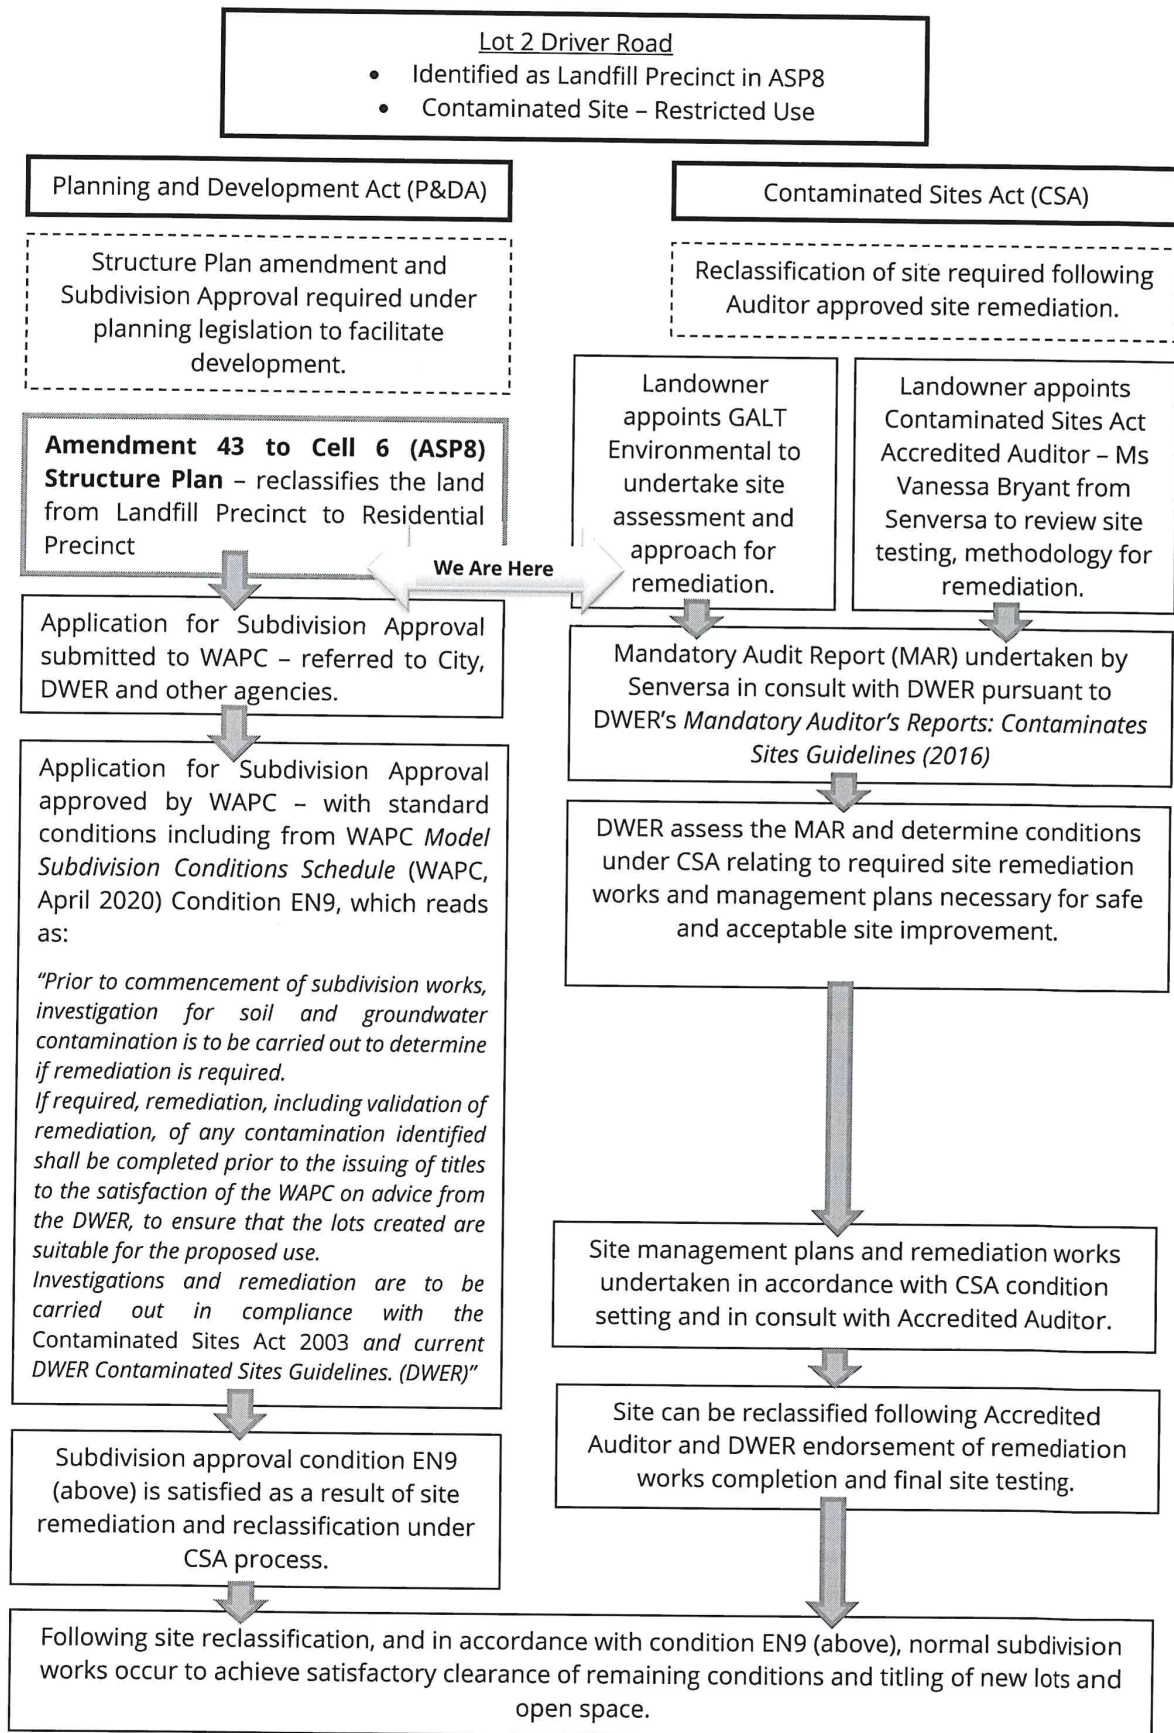 Lot 2 Driver Road
• Identified as Landfill Precinct in ASP8
• Contaminated Site – Restricted Use
Planning and Development Act (P&DA)
Structure Plan amendment and
Subdivision Approval required under
planning legislation to facilitate
development.
Amendment 43 to Cell 6 (ASP8)
Structure Plan – reclassifies the land
from Landfill Precinct to Residential
Precinct
We Are Here
Application for Subdivision Approval
submitted to WAPC – referred to City,
DWER and other agencies.
Application for Subdivision Approval
approved by WAPC – with standard
conditions including from WAPC Model
Subdivision Conditions Schedule (WAPC,
April 2020) Condition EN9, which reads
as:
“Prior to commencement of subdivision works,
investigation for soil and groundwater
contamination is to be carried out to determine
if remediation is required.
If required, remediation, including validation of
remediation, of any contamination identified
shall be completed prior to the issuing of titles
to the satisfaction of the WAPC on advice from
the DWER, to ensure that the lots created are
suitable for the proposed use.
Investigations and remediation are to be
carried out in compliance with the
Contaminated Sites Act 2003 and current
DWER Contaminated Sites Guidelines. (DWER)”
Subdivision approval condition EN9
(above) is satisfied as a result of site
remediation and reclassification under
CSA process.
Contaminated Sites Act (CSA)
Reclassification of site required following
Auditor approved site remediation.
Landowner
appoints GALT
Environmental to
undertake site
assessment and
approach for
remediation.
Landowner appoints
Contaminated Sites Act
Accredited Auditor – Ms
Vanessa Bryant from
Senversa to review site
testing, methodology for
remediation.
Mandatory Audit Report (MAR) undertaken by
Senversa in consult with DWER pursuant to
DWER’s Mandatory Auditor’s Reports: Contaminates
Sites Guidelines (2016)
DWER assess the MAR and determine conditions
under CSA relating to required site remediation
works and management plans necessary for safe
and acceptable site improvement.
Site management plans and remediation works
undertaken in accordance with CSA condition
setting and in consult with Accredited Auditor.
Site can be reclassified following Accredited
Auditor and DWER endorsement of remediation
works completion and final site testing.
Following site reclassification, and in accordance with condition EN9 (above), normal subdivision
works occur to achieve satisfactory clearance of remaining conditions and titling of new lots and
open space.